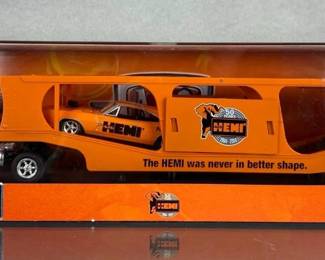 50
HEMI
HEMI
The HEMI was never in better shape.
HEMI